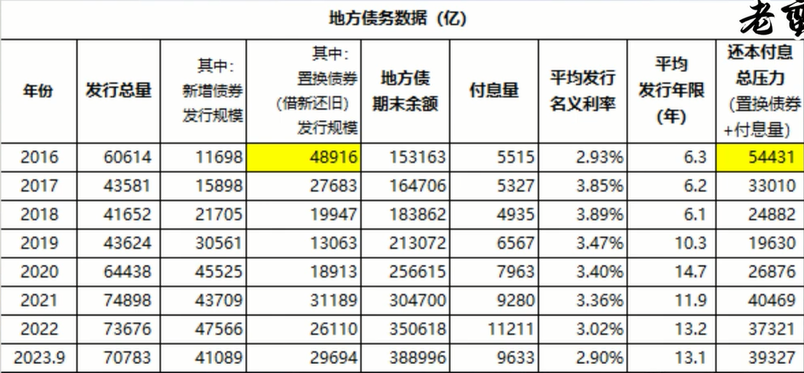 地方债务数据（亿）
老
年份 发行总量 其中：新增债券发行规模 其中：置换债券（借新还旧）发行规模 地方债期末余额 付息量 平均发行名义利率 平均发行年限（年） 还本付息总压力（置换债券+付息量）
2016 60614 11698 48916 153163 5515 2.93% 6.3 54431
2017 43581 15898 27683 164706 5327 3.85% 6.2 33010
2018 41652 21705 19947 183862 4935 3.89% 6.1 24882
2019 43624 30561 13063 213072 6567 3.47% 10.3 19630
2020 64438 45525 18913 256615 7963 3.40% 14.7 26876
2021 74898 43709 31189 304700 9280 3.36% 11.9 40469
2022 73676 47566 26110 350618 11211 3.02% 13.2 37321
2023.9 70783 41089 29694 388996 9633 2.90% 13.1 39327